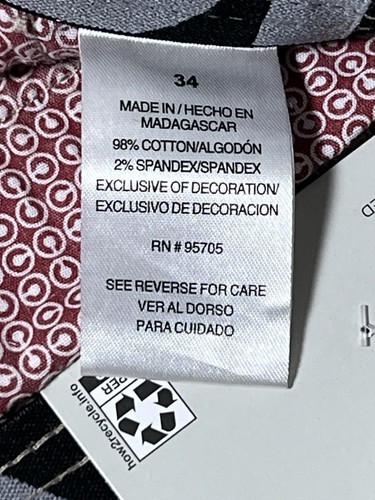 34
MADE IN / HECHO EN
MADAGASCAR
98% COTTON/ALGODÓN
2% SPANDEX/SPANDEX
EXCLUSIVE OF DECORATION/
EXCLUSIVO DE DECORACION
RN # 95705
SEE REVERSE FOR CARE
VER AL DORSO
PARA CUIDADO
how2recycle.info